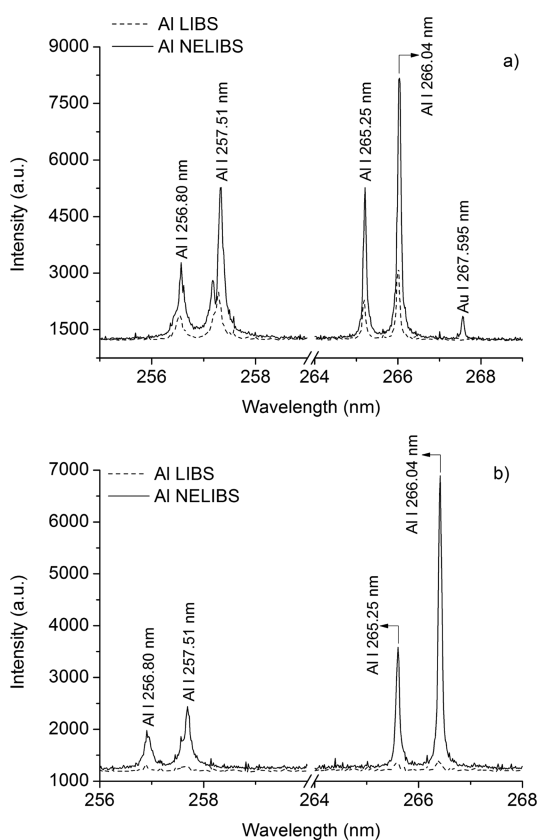 Al LIBS
Al NELIBS
a)
9000
7500
6000
4500
3000
1500
Intensity (a.u.)
Al I 256.80 nm
Al I 257.51 nm
Al I 265.25 nm
Al I 266.04 nm
Au I 267.595 nm
256
258
264
266
268
Wavelength (nm)
Al LIBS
Al NELIBS
b)
7000
6000
5000
4000
3000
2000
1000
Intensity (a.u.)
Al I 256.80 nm
Al I 257.51 nm
Al I 265.25 nm
Al I 266.04 nm
256
258
264
266
268
Wavelength (nm)